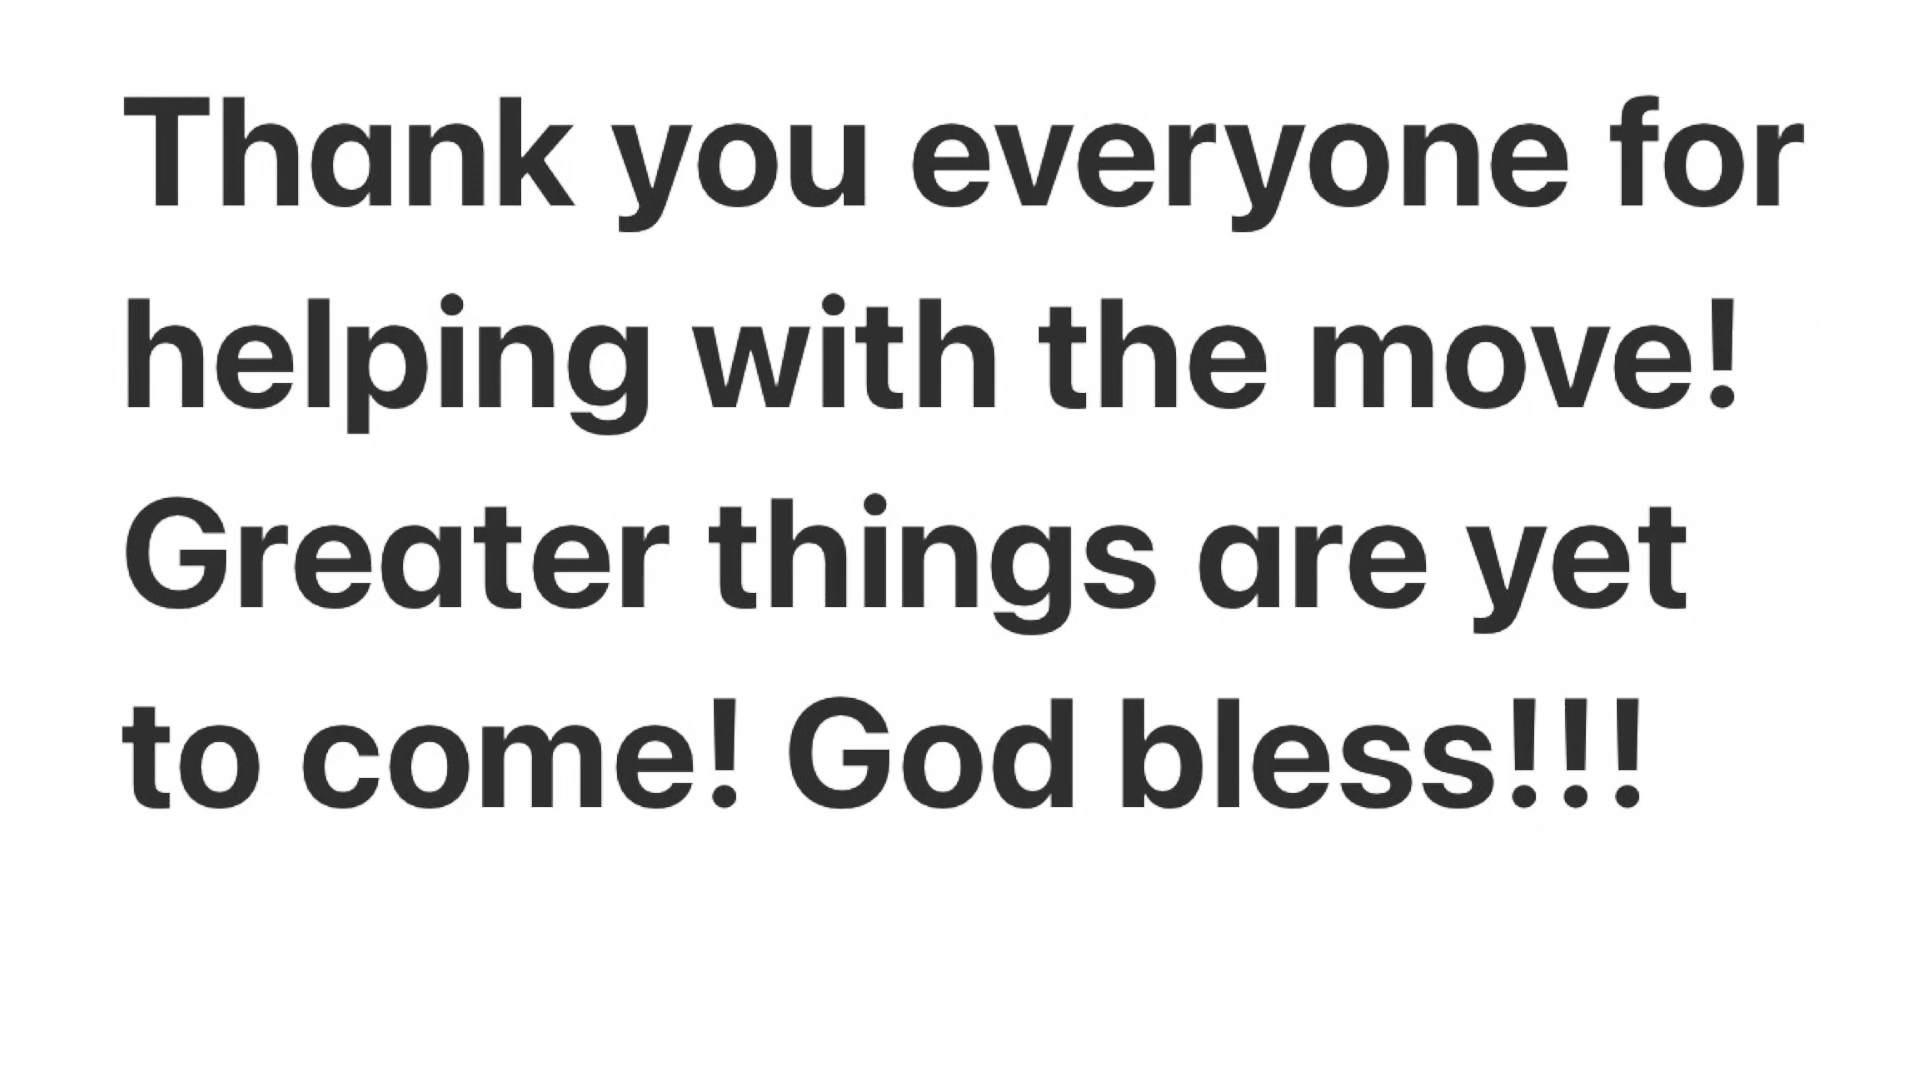 Thank you everyone for
helping with the move!
Greater things are yet
to come! God bless!!!